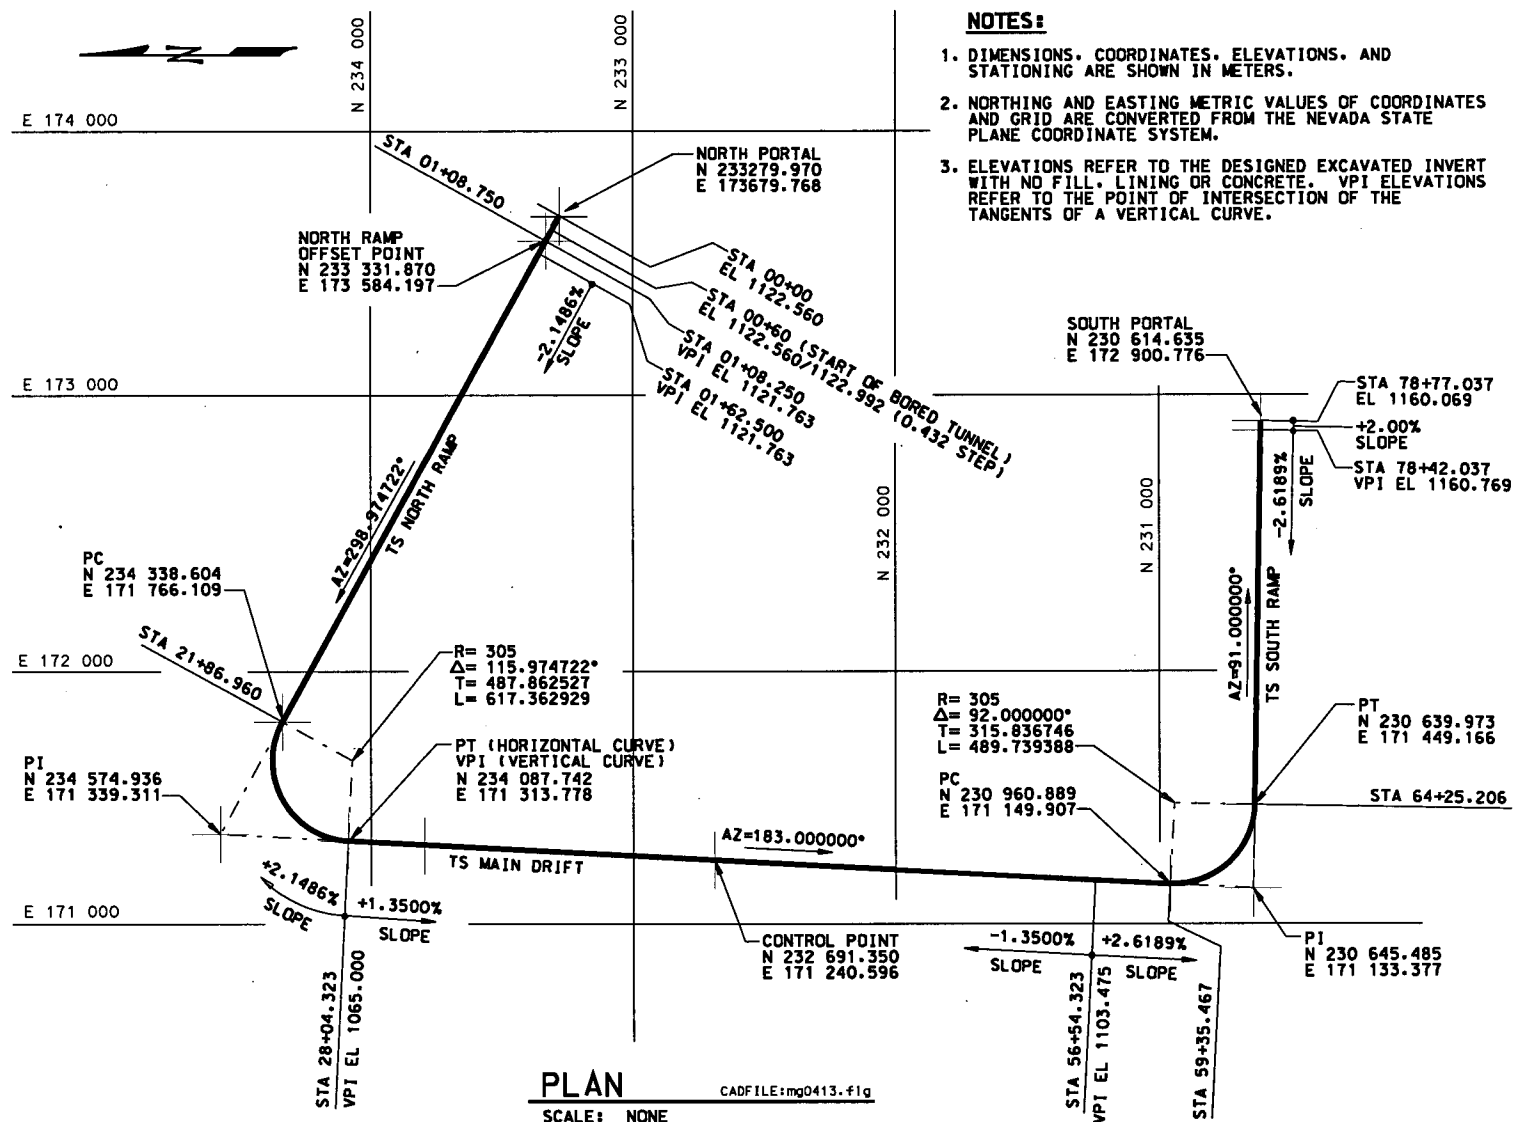 NOTES:
1. DIMENSIONS. COORDINATES. ELEVATIONS. AND
STATIONING ARE SHOWN IN METERS.
2. NORTHING AND EASTING METRIC VALUES OF COORDINATES
AND GRID ARE CONVERTED FROM THE NEVADA STATE
PLANE COORDINATE SYSTEM.
3. ELEVATIONS REFER TO THE DESIGNED EXCAVATED INVERT
WITH NO FILL. LINING OR CONCRETE. VPI ELEVATIONS
REFER TO THE POINT OF INTERSECTION OF THE
TANGENTS OF A VERTICAL CURVE.
N
N 234 000
N 233 000
E 174 000
STA 01+08.750
NORTH PORTAL
N 233279.970
E 173679.768
NORTH RAMP
OFFSET POINT
N 233 331.870
E 173 584.197
STA 00+00
EL 1122.560
STA 00+60 (START OF BORED TUNNEL)
EL 1122.560/1122.992 (0.432 STEP)
STA 01+08.250
VPI EL 1121.763
STA 01+62.500
VPI EL 1121.763
-2.1486%
SLOPE
SOUTH PORTAL
N 230 614.635
E 172 900.776
E 173 000
STA 78+77.037
EL 1160.069
+2.00%
SLOPE
STA 78+42.037
VPI EL 1160.769
-2.6189%
SLOPE
AZ=298.974722°
TS NORTH RAMP
N 232 000
N 231 000
PC
N 234 338.604
E 171 766.109
AZ=91.000000°
TS SOUTH RAMP
STA 21+86.960
E 172 000
R= 305
Δ= 115.974722°
T= 487.862527
L= 617.362929
R= 305
Δ= 92.000000°
T= 315.836746
L= 489.739388
PT
N 230 639.973
E 171 449.166
PT (HORIZONTAL CURVE)
VPI (VERTICAL CURVE)
N 234 087.742
E 171 313.778
PI
N 234 574.936
E 171 339.311
PC
N 230 960.889
E 171 149.907
STA 64+25.206
AZ=183.000000°
TS MAIN DRIFT
+2.1486%
SLOPE
+1.3500%
SLOPE
E 171 000
CONTROL POINT
N 232 691.350
E 171 240.596
-1.3500%
SLOPE
+2.6189%
SLOPE
PI
N 230 645.485
E 171 133.377
STA 28+04.323
VPI EL 1065.000
STA 56+54.323
VPI EL 1103.475
STA 59+35.467
PLAN
CADFILE:mg0413.fig
SCALE: NONE